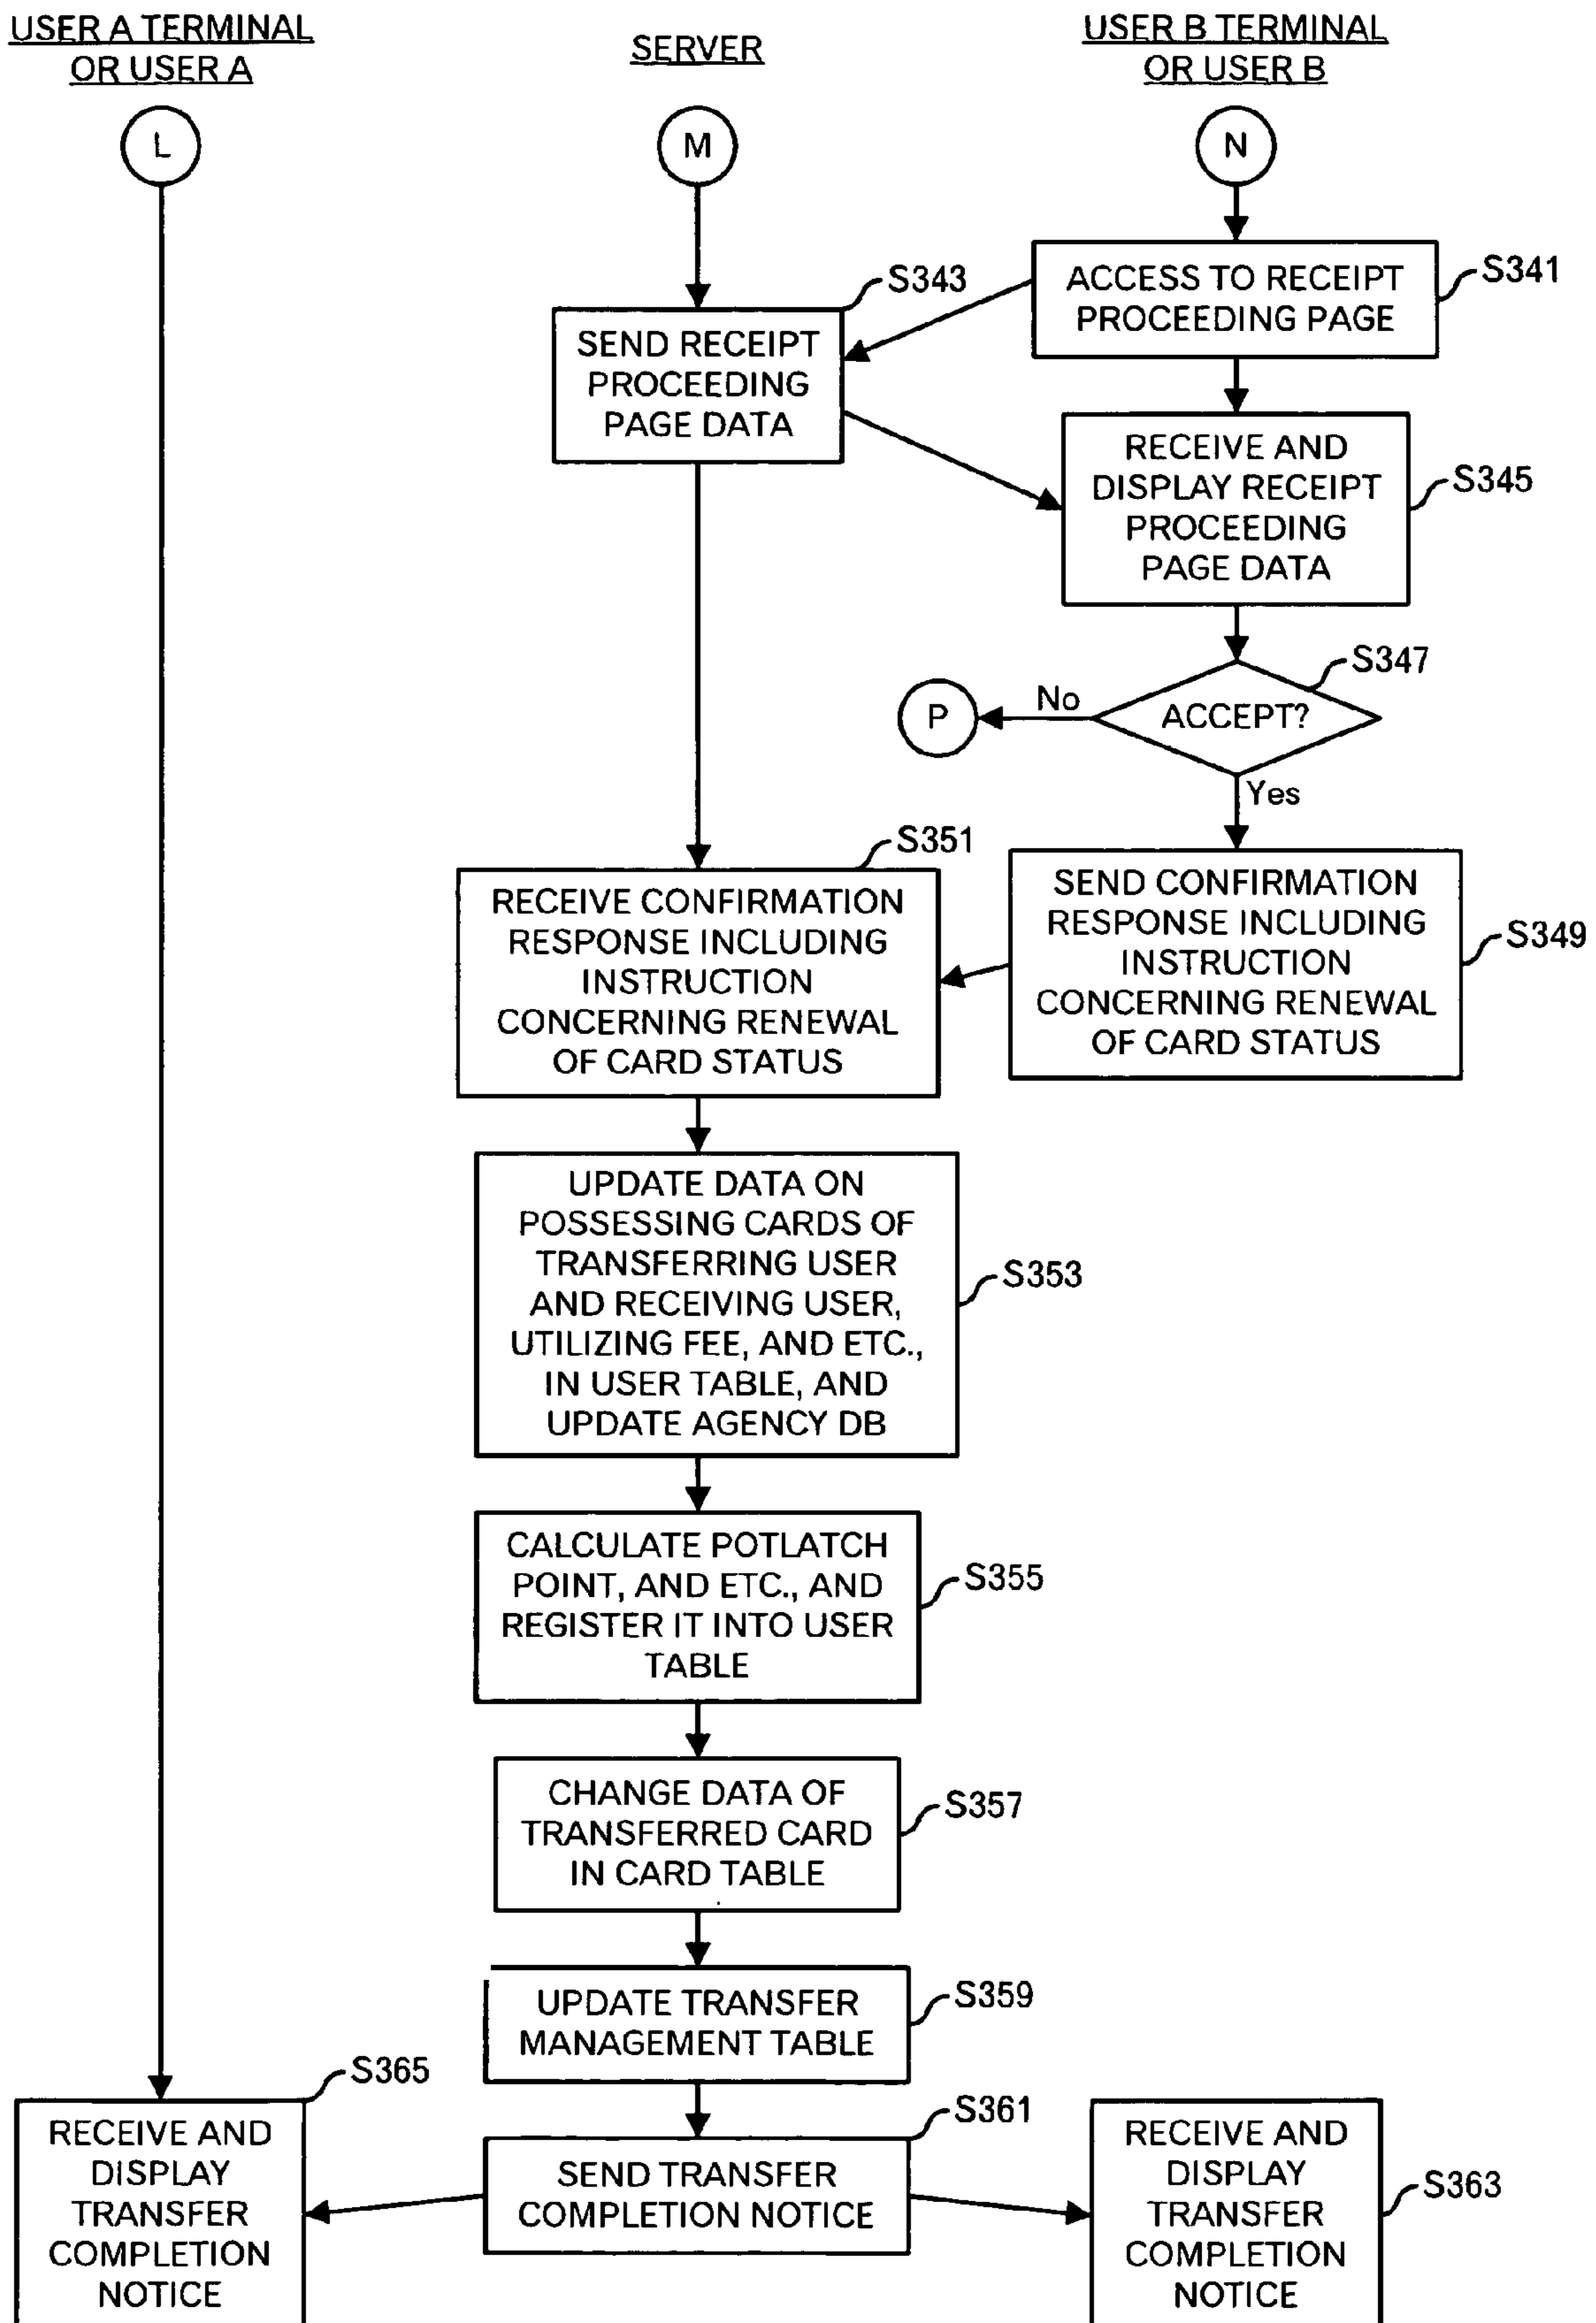 USER A TERMINAL
OR USER A
SERVER
USER B TERMINAL
OR USER B
L
M
N
S341
ACCESS TO RECEIPT
PROCEEDING PAGE
S343
SEND RECEIPT
PROCEEDING
PAGE DATA
S345
RECEIVE AND
DISPLAY RECEIPT
PROCEEDING
PAGE DATA
S347
ACCEPT?
No
P
Yes
S349
SEND CONFIRMATION
RESPONSE INCLUDING
INSTRUCTION
CONCERNING RENEWAL
OF CARD STATUS
S351
RECEIVE CONFIRMATION
RESPONSE INCLUDING
INSTRUCTION
CONCERNING RENEWAL
OF CARD STATUS
S353
UPDATE DATA ON
POSSESSING CARDS OF
TRANSFERRING USER
AND RECEIVING USER,
UTILIZING FEE, AND ETC.,
IN USER TABLE, AND
UPDATE AGENCY DB
S355
CALCULATE POTLATCH
POINT, AND ETC., AND
REGISTER IT INTO USER
TABLE
S357
CHANGE DATA OF
TRANSFERRED CARD
IN CARD TABLE
S359
UPDATE TRANSFER
MANAGEMENT TABLE
S361
SEND TRANSFER
COMPLETION NOTICE
S365
RECEIVE AND
DISPLAY
TRANSFER
COMPLETION
NOTICE
S363
RECEIVE AND
DISPLAY
TRANSFER
COMPLETION
NOTICE